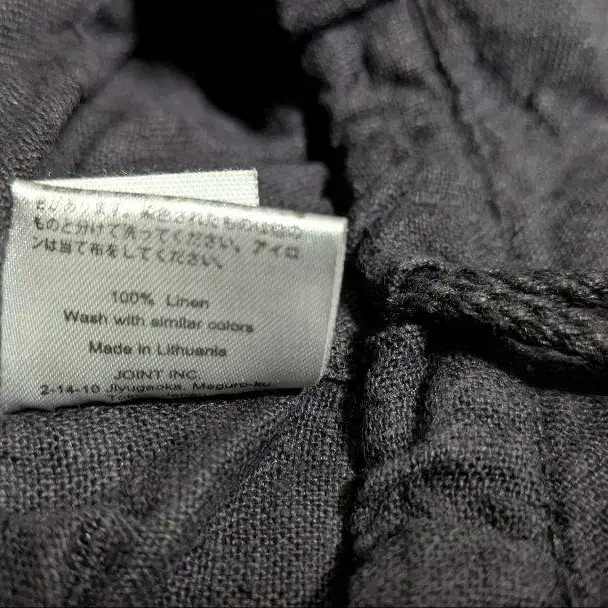 ものと分けて洗ってください。アイロ
ンは当て布をしてください。
100% Linen
Wash with similar colors
Made in Lithuania
JOINT INC.
2-14-10 Jiyugaoka, Meguro-ku